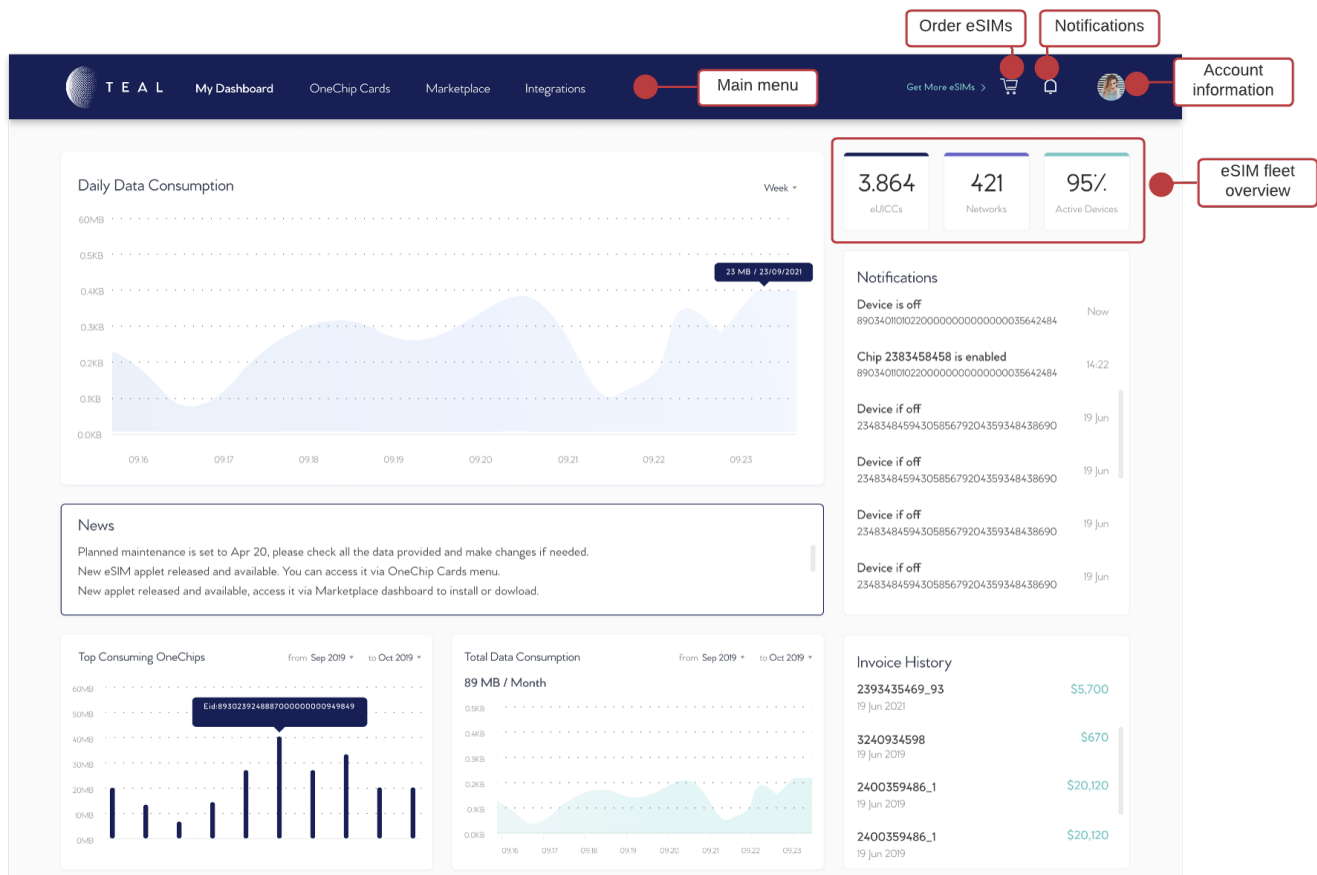 Order eSIMs
Notifications
TEAL
My Dashboard
OneChip Cards
Marketplace
Integrations
Main menu
Get More eSIMs >
Account
information
Daily Data Consumption
Week
60MB
0.5KB
0.4KB
0.3KB
0.2KB
0.1KB
0.0KB
23 MB / 23/09/2021
09.16
09.17
09.18
09.19
09.20
09.21
09.22
09.23
3.864
eUICCs
421
Networks
95%
Active Devices
eSIM fleet
overview
Notifications
Device is off
Now
89034011010220000000000000035642484
Chip 2383458458 is enabled
14:22
89034011010220000000000000035642484
Device if off
19 Jun
23483484594305856792043593484386​90
Device if off
19 Jun
2348348459430585679204359348438690
Device if off
19 Jun
2348348459430585679204359348438690
Device if off
19 Jun
2348348459430585679204359348438690
News
Planned maintenance is set to Apr 20, please check all the data provided and make changes if needed.
New eSIM applet released and available. You can access it via OneChip Cards menu.
New applet released and available, access it via Marketplace dashboard to install or dowload.
Top Consuming OneChips
from Sep 2019
to Oct 2019
60MB
50MB
40MB
30MB
20MB
10MB
0MB
Eid:8930239248887000000000949849
Total Data Consumption
from Sep 2019
to Oct 2019
89 MB / Month
0.5KB
0.4KB
0.3KB
0.2KB
0.1KB
0.0KB
09.16
09.17
09.18
09.19
09.20
09.21
09.22
09.23
Invoice History
2393435469_93
$5,700
19 Jun 2021
3240934598
$670
19 Jun 2019
2400359486_1
$20,120
19 Jun 2019
2400359486_1
$20,120
19 Jun 2019